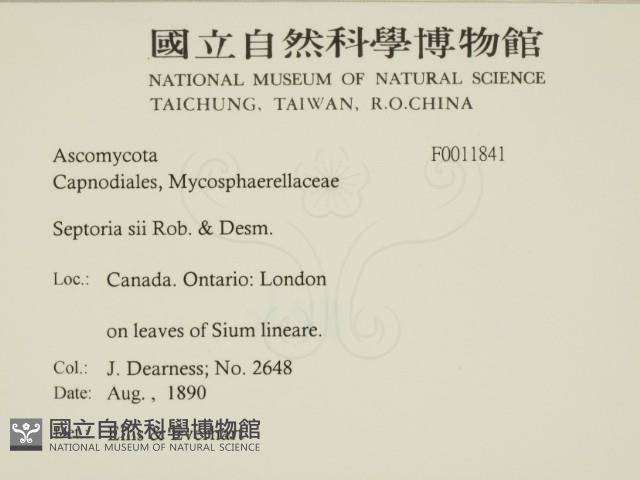 國立自然科學博物館
NATIONAL MUSEUM OF NATURAL SCIENCE
TAICHUNG, TAIWAN, R.O.CHINA
Ascomycota F0011841
Capnodiales, Mycosphaerellaceae
Septoria sii Rob. & Desm.
Loc.: Canada. Ontario: London
on leaves of Sium lineare.
Col.: J. Dearness; No. 2648
Date: Aug. , 1890
Ellis & Everhart
國立自然科學博物館
NATIONAL MUSEUM OF NATURAL SCIENCE